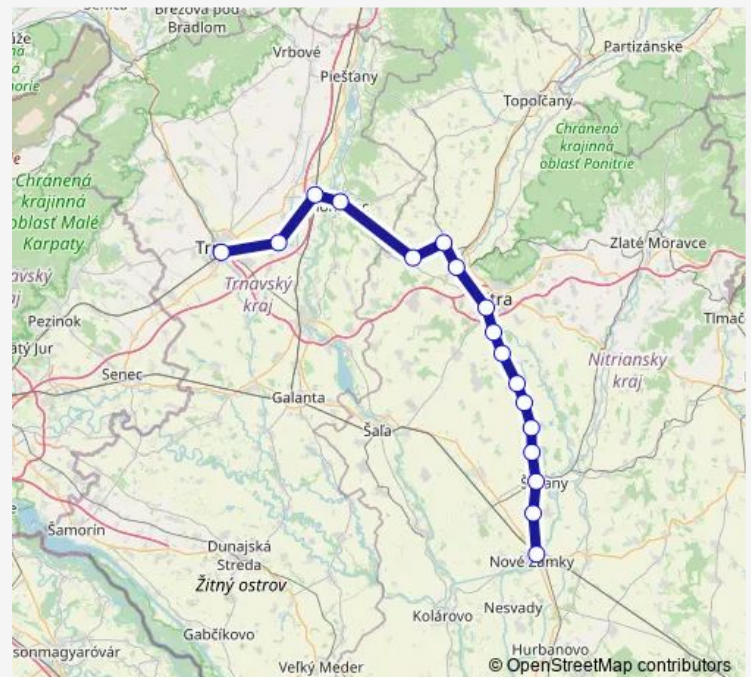 Brezová pod
Bradlom
Vrbové
Partizánske
Piešťany
Topoľčany
Chránená
krajinná
oblasť Ponitrie
Chránená
krajinná
oblasť Malé
Karpaty
Zlaté Moravce
Trnavský
kraj
Pezinok
Nitriansky
kraj
Senec
Galanta
Šaľa
Šamorín
Dunajská
Streda
Žitný ostrov
Nové Zámky
Kolárovo
Nesvady
Gabčíkovo
Hurbanovo
Veľký Meder
© OpenStreetMap contributors